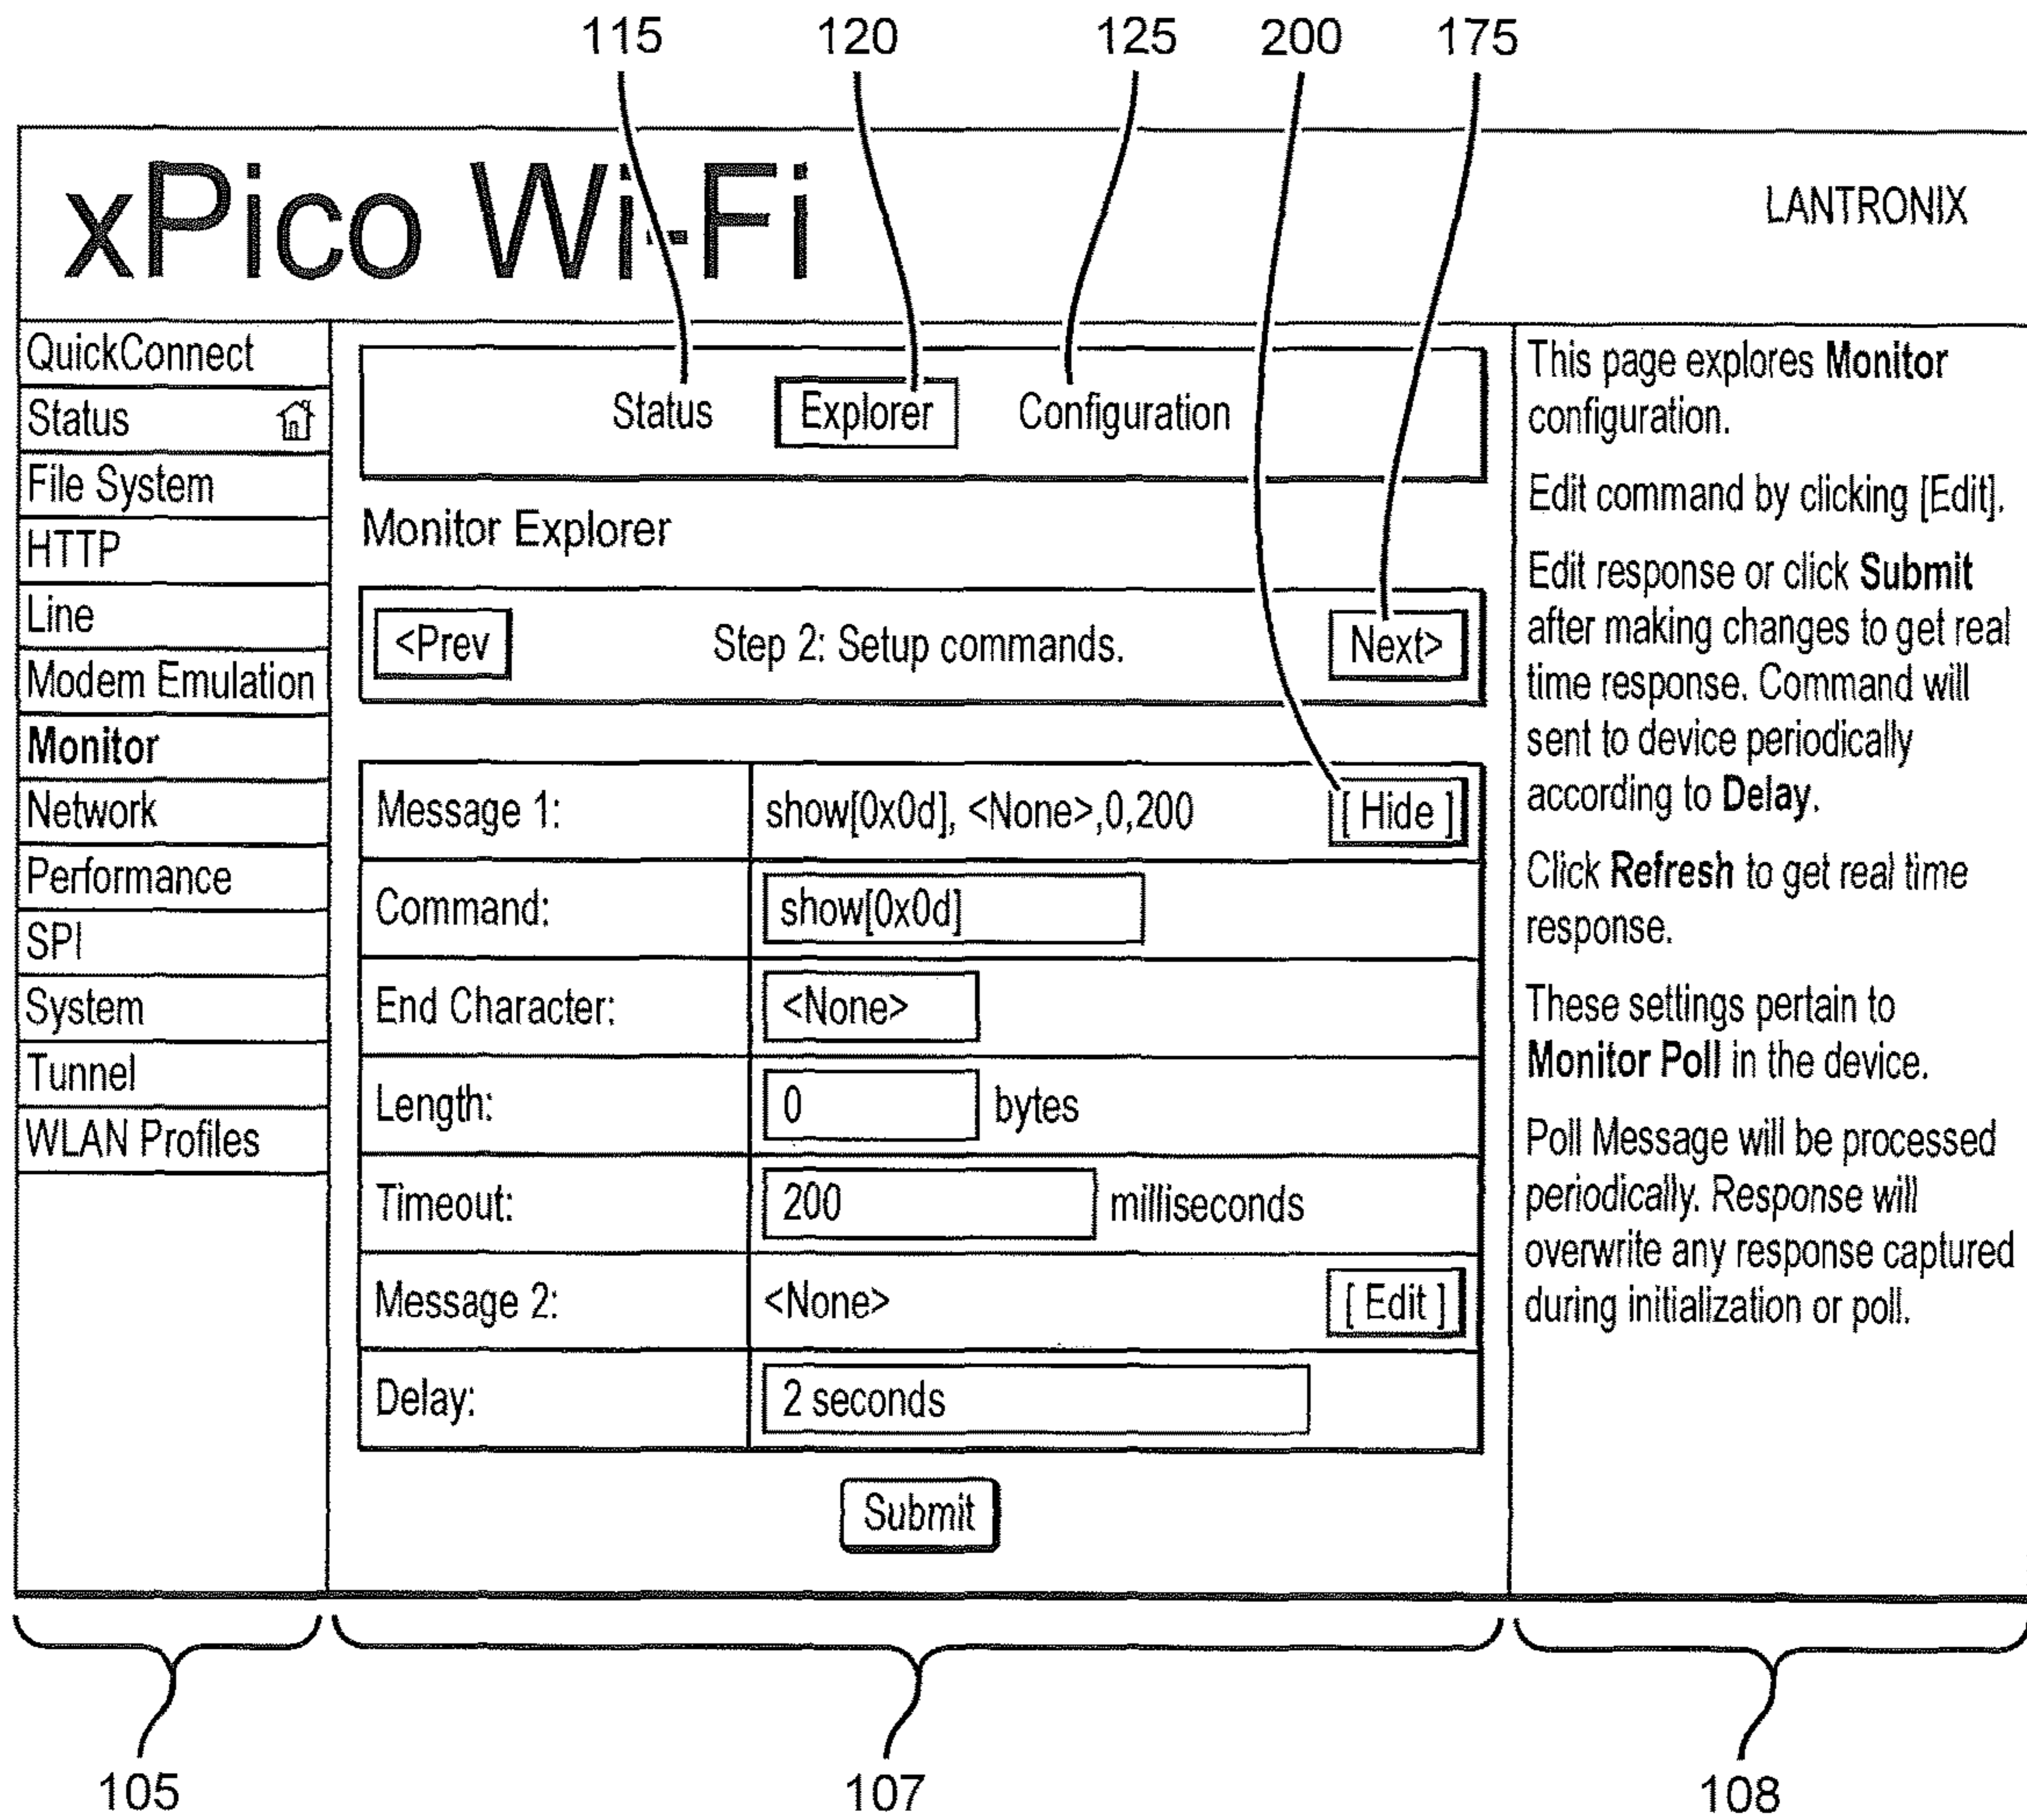 115 120 125 200 175
xPico Wi-Fi
LANTRONIX
QuickConnect
Status
File System
HTTP
Line
Modem Emulation
Monitor
Network
Performance
SPI
System
Tunnel
WLAN Profiles
Status Explorer Configuration
Monitor Explorer
<Prev Step 2: Setup commands. Next>
Message 1: show[0x0d], <None>,0,200 [ Hide ]
Command: show[0x0d]
End Character: <None>
Length: 0 bytes
Timeout: 200 milliseconds
Message 2: <None> [ Edit ]
Delay: 2 seconds
Submit
This page explores Monitor
configuration.
Edit command by clicking [Edit].
Edit response or click Submit
after making changes to get real
time response. Command will
sent to device periodically
according to Delay.
Click Refresh to get real time
response.
These settings pertain to
Monitor Poll in the device.
Poll Message will be processed
periodically. Response will
overwrite any response captured
during initialization or poll.
105 107 108